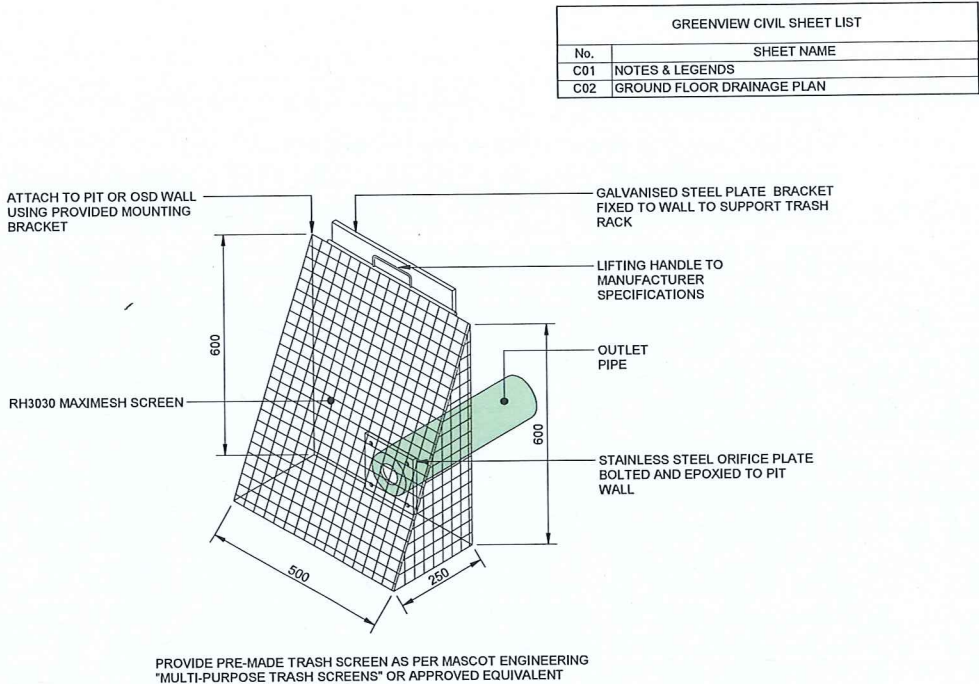 GREENVIEW CIVIL SHEET LIST
No. SHEET NAME
C01 NOTES & LEGENDS
C02 GROUND FLOOR DRAINAGE PLAN
ATTACH TO PIT OR OSD WALL
USING PROVIDED MOUNTING
BRACKET
GALVANISED STEEL PLATE BRACKET
FIXED TO WALL TO SUPPORT TRASH
RACK
LIFTING HANDLE TO
MANUFACTURER
SPECIFICATIONS
600
OUTLET
PIPE
RH3030 MAXIMESH SCREEN
600
STAINLESS STEEL ORIFICE PLATE
BOLTED AND EPOXIED TO PIT
WALL
500
250
PROVIDE PRE-MADE TRASH SCREEN AS PER MASCOT ENGINEERING
"MULTI-PURPOSE TRASH SCREENS" OR APPROVED EQUIVALENT